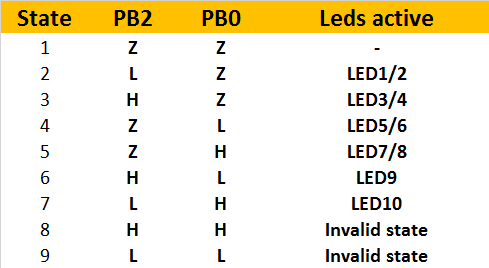 State PB2 PB0 Leds active
1 Z Z -
2 L Z LED1/2
3 H Z LED3/4
4 Z L LED5/6
5 Z H LED7/8
6 H L LED9
7 L H LED10
8 H H Invalid state
9 L L Invalid state